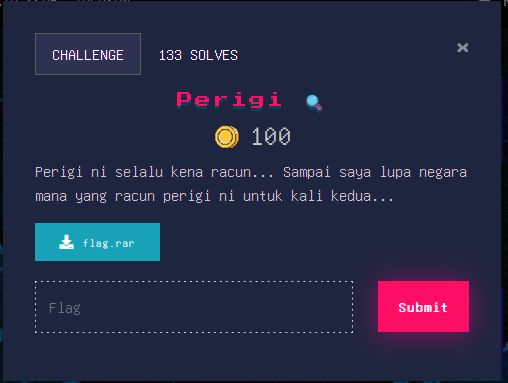 CHALLENGE
133 SOLVES
Perigi
100
Perigi ni selalu kena racun... Sampai saya lupa negara
mana yang racun perigi ni untuk kali kedua...
flag.rar
Flag
Submit